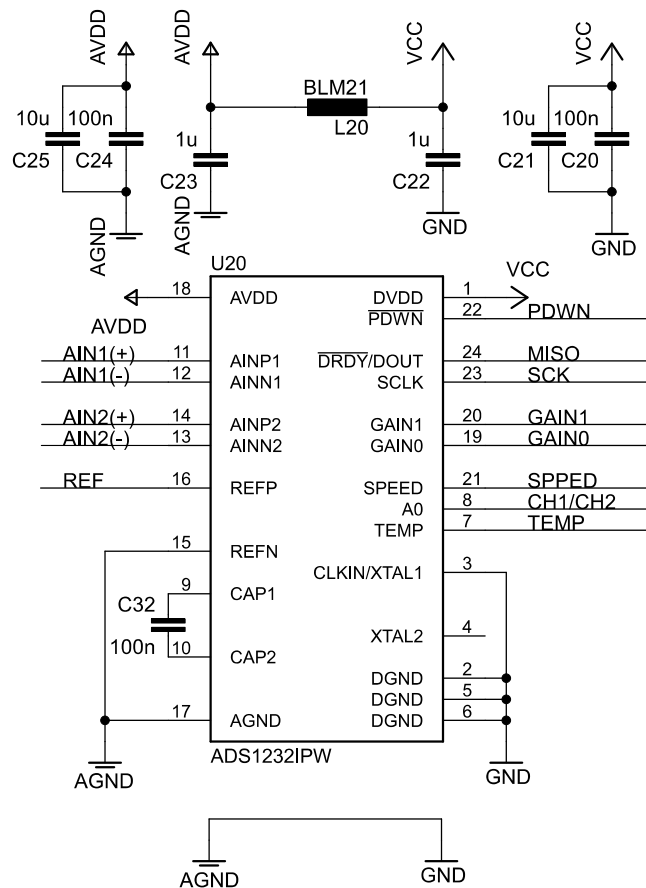 AVDD
AVDD
VCC
VCC
BLM21
L20
10u
100n
C25
C24
1u
C23
1u
C22
10u
100n
C21
C20
AGND
AGND
GND
GND
U20
VCC
18 AVDD DVDD 1
AVDD
PDWN 22 PDWN
AIN1(+) 11 AINP1 DRDY/DOUT 24 MISO
AIN1(-) 12 AINN1 SCLK 23 SCK
AIN2(+) 14 AINP2 GAIN1 20 GAIN1
AIN2(-) 13 AINN2 GAIN0 19 GAIN0
REF 16 REFP SPEED 21 SPPED
A0 8 CH1/CH2
TEMP 7 TEMP
15 REFN
CLKIN/XTAL1 3
C32 9 CAP1
XTAL2 4
100n 10 CAP2
DGND 2
DGND 5
17 AGND DGND 6
ADS1232IPW
AGND
GND
AGND
GND